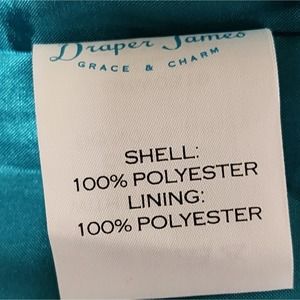 Draper James
GRACE & CHARM
SHELL:
100% POLYESTER
LINING:
100% POLYESTER